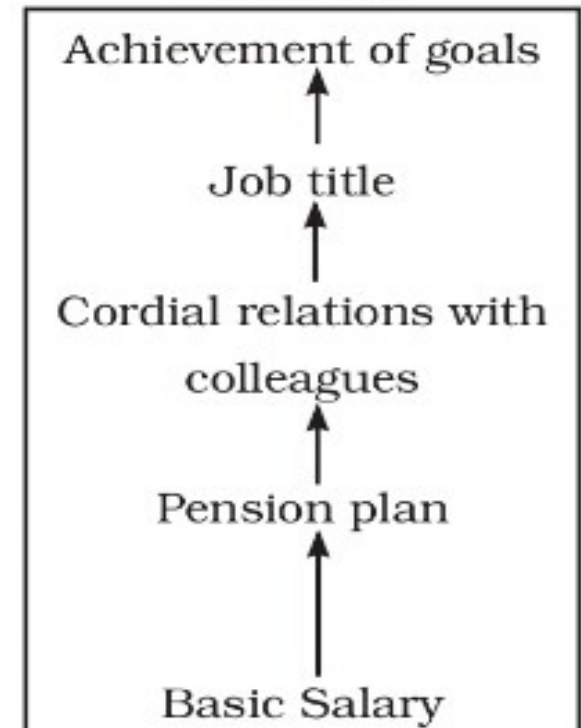 Achievement of goals
Job title
Cordial relations with
colleagues
Pension plan
Basic Salary